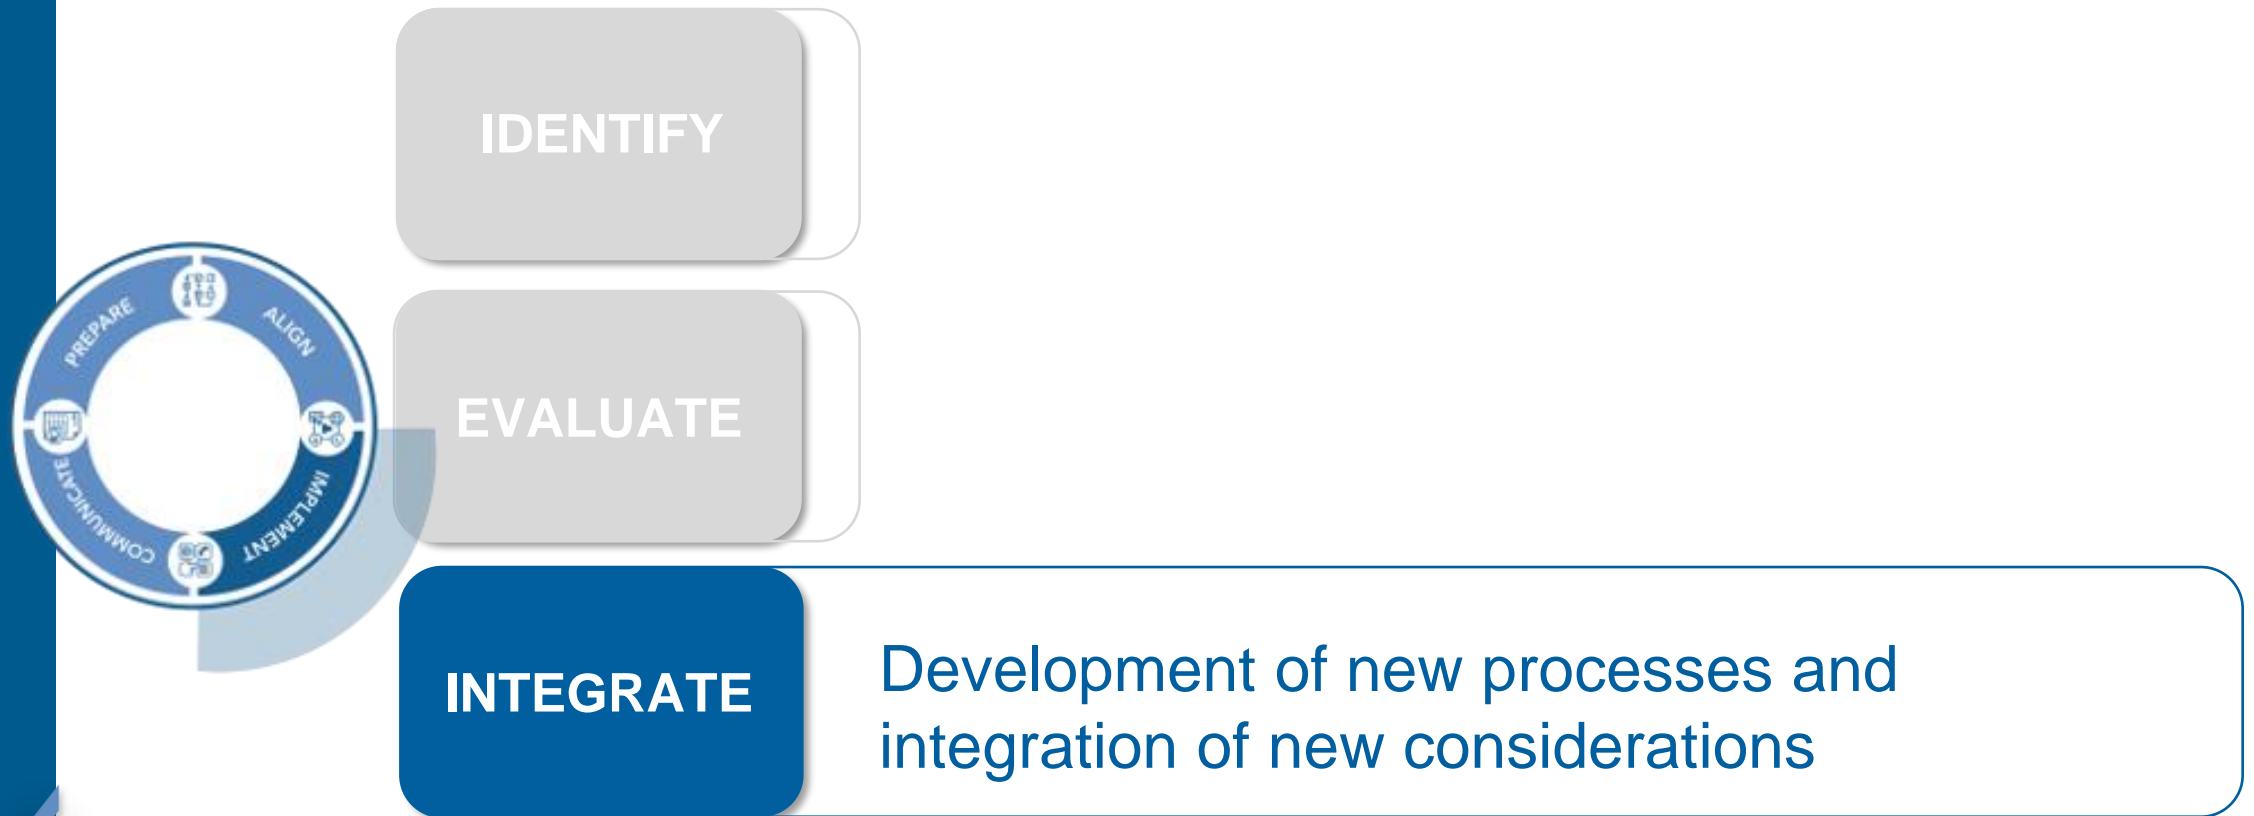 IDENTIFY
PREPARE
ALIGN
EVALUATE
COMMUNICATE
IMPLEMENT
INTEGRATE
Development of new processes and
integration of new considerations